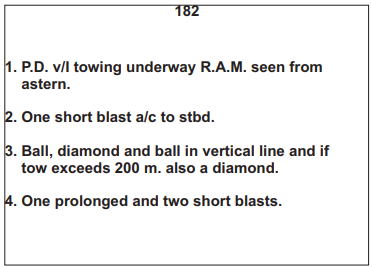 182
1. P.D. v/l towing underway R.A.M. seen from
astern.
2. One short blast a/c to stbd.
3. Ball, diamond and ball in vertical line and if
tow exceeds 200 m. also a diamond.
4. One prolonged and two short blasts.